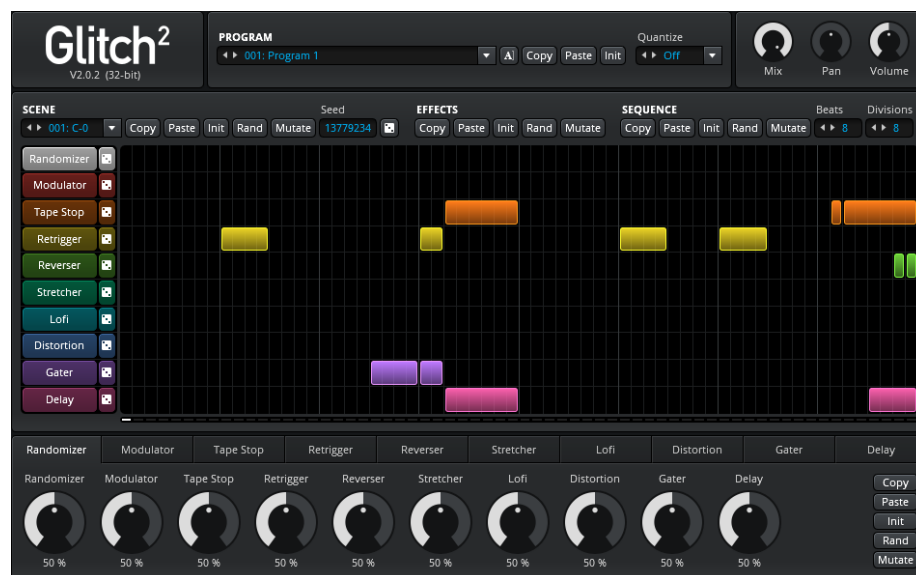 Glitch²
V2.0.2 (32-bit)
PROGRAM
001: Program 1
A
Copy
Paste
Init
Quantize
Off
Mix
Pan
Volume
SCENE
001: C-0
Copy
Paste
Init
Rand
Mutate
Seed
13779234
EFFECTS
Copy
Paste
Init
Rand
Mutate
SEQUENCE
Copy
Paste
Init
Rand
Mutate
Beats
8
Divisions
8
Randomizer
Modulator
Tape Stop
Retrigger
Reverser
Stretcher
Lofi
Distortion
Gater
Delay
Randomizer Modulator Tape Stop Retrigger Reverser Stretcher Lofi Distortion Gater Delay
Randomizer Modulator Tape Stop Retrigger Reverser Stretcher Lofi Distortion Gater Delay
50 % 50 % 50 % 50 % 50 % 50 % 50 % 50 % 50 % 50 %
Copy
Paste
Init
Rand
Mutate